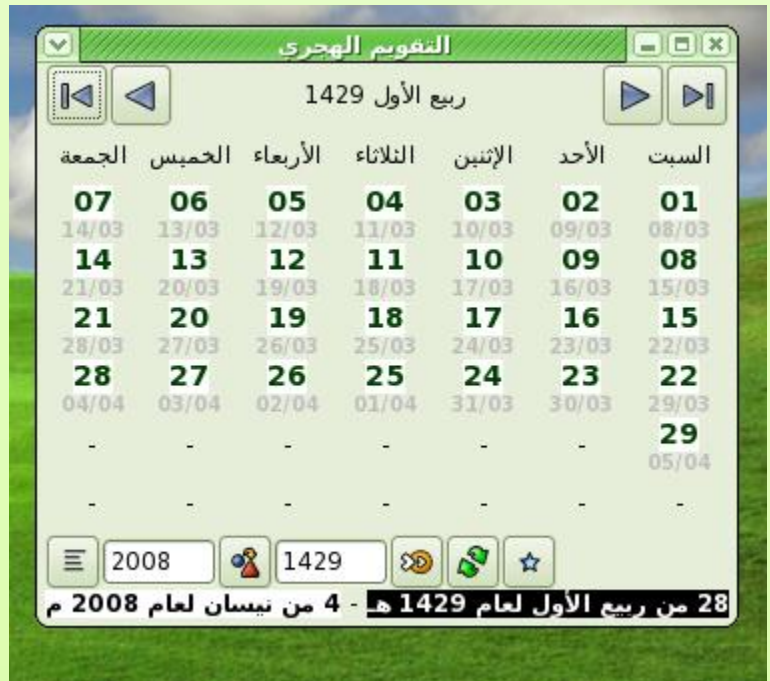 التقويم الهجري
ربيع الأول 1429
السبت الأحد الإثنين الثلاثاء الأربعاء الخميس الجمعة
01 02 03 04 05 06 07
08/03 09/03 10/03 11/03 12/03 13/03 14/03
08 09 10 11 12 13 14
15/03 16/03 17/03 18/03 19/03 20/03 21/03
15 16 17 18 19 20 21
22/03 23/03 24/03 25/03 26/03 27/03 28/03
22 23 24 25 26 27 28
29/03 30/03 31/03 01/04 02/04 03/04 04/04
29 - - - - - -
05/04
- - - - - - -
2008 1429
28 من ربيع الأول لعام 1429 هـ - 4 من نيسان لعام 2008 م